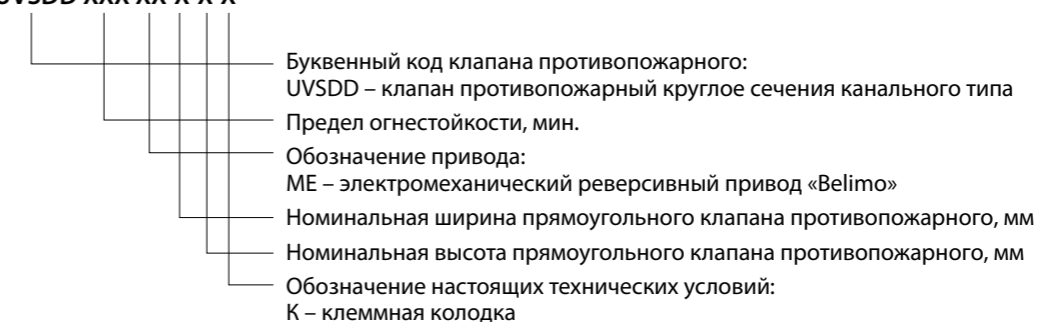 UVSDD-XXX-XX-X-X-X
Буквенный код клапана противопожарного:
UVSDD – клапан противопожарный круглое сечения канального типа
Предел огнестойкости, мин.
Обозначение привода:
МЕ – электромеханический реверсивный привод «Belimo»
Номинальная ширина прямоугольного клапана противопожарного, мм
Номинальная высота прямоугольного клапана противопожарного, мм
Обозначение настоящих технических условий:
К – клеммная колодка